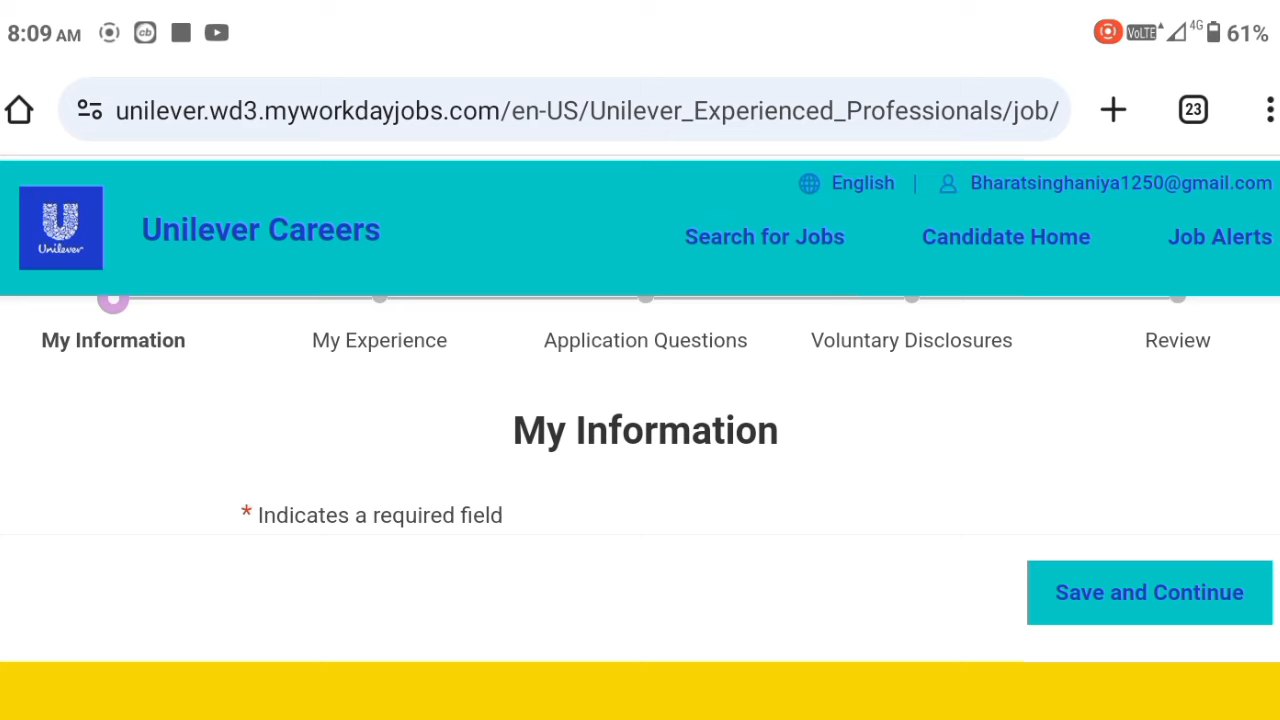 8:09 AM cb VoLTE 4G 61%
unilever.wd3.myworkdayjobs.com/en-US/Unilever_Experienced_Professionals/job/ 23
English | Bharatsinghaniya1250@gmail.com
U
Unilever
Unilever Careers
Search for Jobs Candidate Home Job Alerts
My Information My Experience Application Questions Voluntary Disclosures Review
My Information
* Indicates a required field
Save and Continue